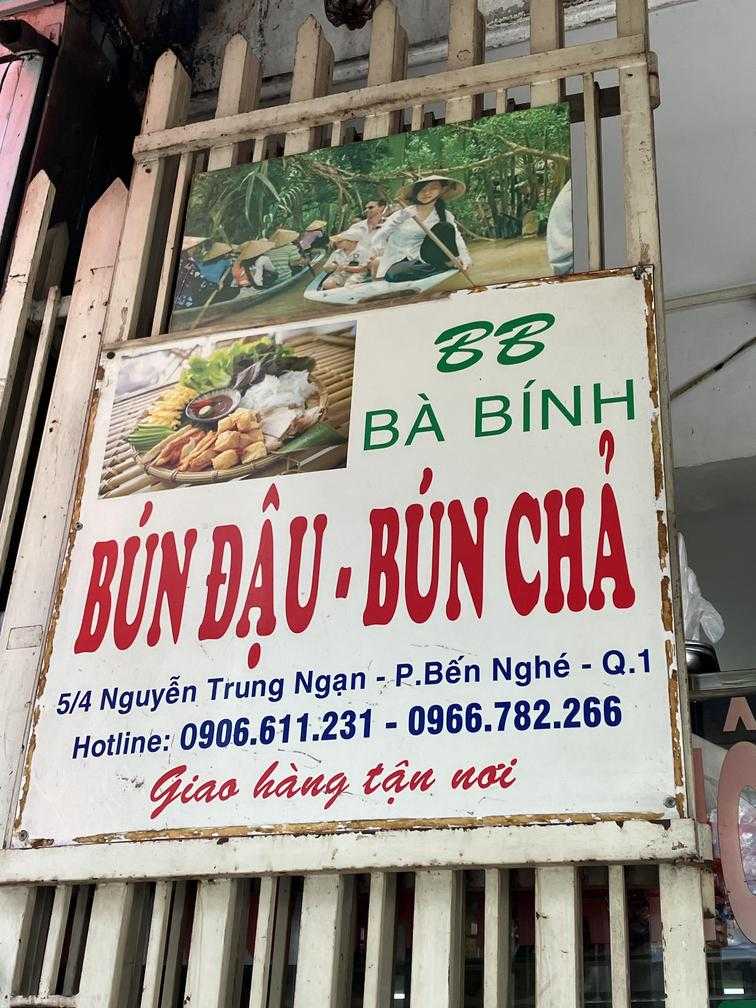 BB
BÀ BÍNH
BÚN ĐẬU - BÚN CHẢ
5/4 Nguyễn Trung Ngạn - P.Bến Nghé - Q.1
Hotline: 0906.611.231 - 0966.782.266
Giao hàng tận nơi